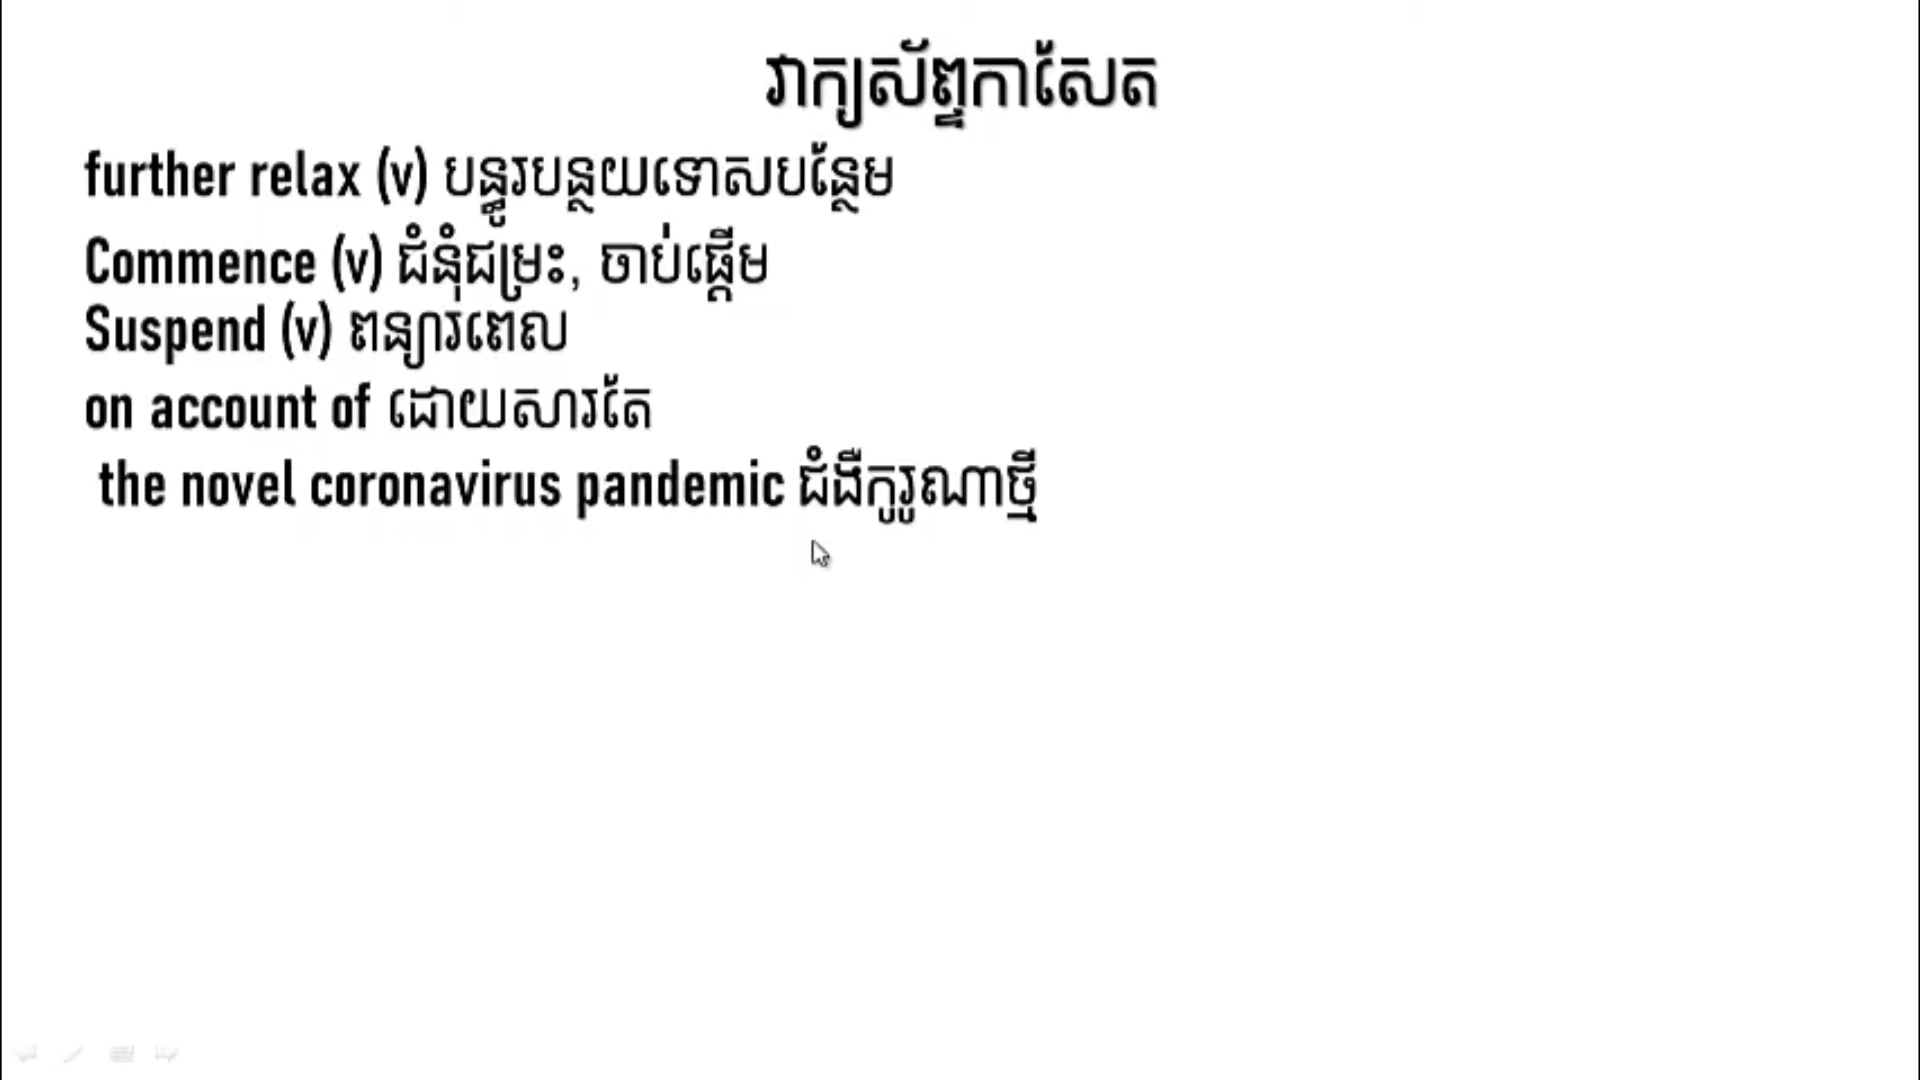 វាក្យស័ព្ទកាសែត
further relax (v) បន្ធូរបន្ថយទោសបន្ថែម
Commence (v) ជំនុំជម្រះ, ចាប់ផ្តើម
Suspend (v) ពន្យារពេល
on account of ដោយសារតែ
the novel coronavirus pandemic ជំងឺកូរូណាថ្មី